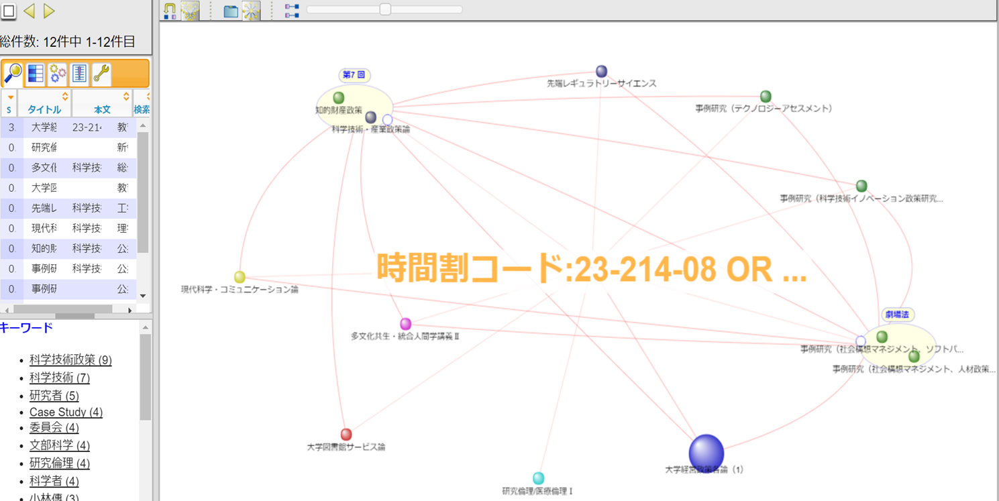 総件数: 12件中 1-12件目
S タイトル 本文 検索
3. 大学経 23-214 教
0. 研究倫 新
0. 多文化 科学技 総
0. 大学図 教
0. 先端レ 科学技 工
0. 現代科 科学技 理
0. 知的財 科学技 公
0. 事例研 科学技 公
0. 事例研 公
キーワード
科学技術政策 (9)
科学技術 (7)
研究者 (5)
Case Study (4)
委員会 (4)
文部科学 (4)
研究倫理 (4)
科学者 (4)
小林傳 (3)
第7 回
知的財産政策
科学技術・産業政策論
先端レギュラトリーサイエンス
事例研究（テクノロジーアセスメント）
事例研究（科学技術イノベーション政策研究...
時間割コード:23-214-08 OR ...
現代科学・コミュニケーション論
劇場法
多文化共生・統合人間学講義Ⅱ
事例研究（社会構想マネジメント、ソフトパ...
事例研究（社会構想マネジメント、人材政策...
大学図書館サービス論
大学経営政策各論（1）
研究倫理/医療倫理Ⅰ